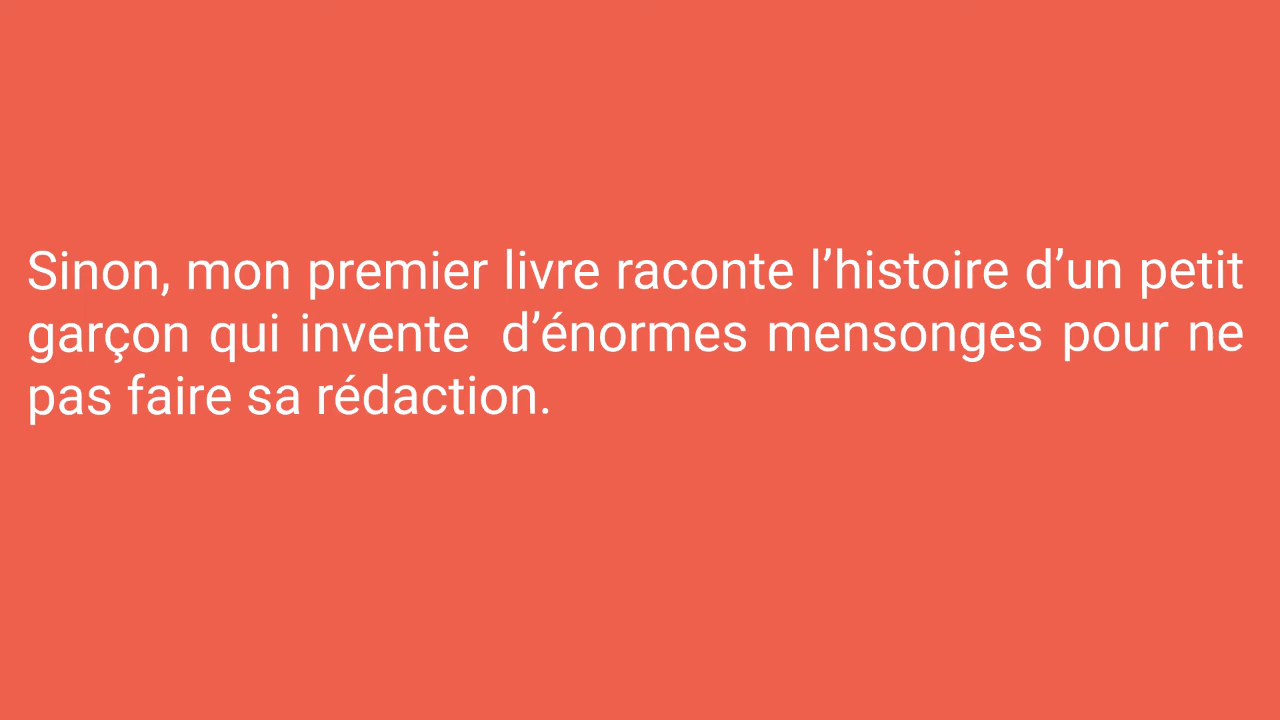 Sinon, mon premier livre raconte l’histoire d’un petit
garçon qui invente  d’énormes mensonges pour ne
pas faire sa rédaction.